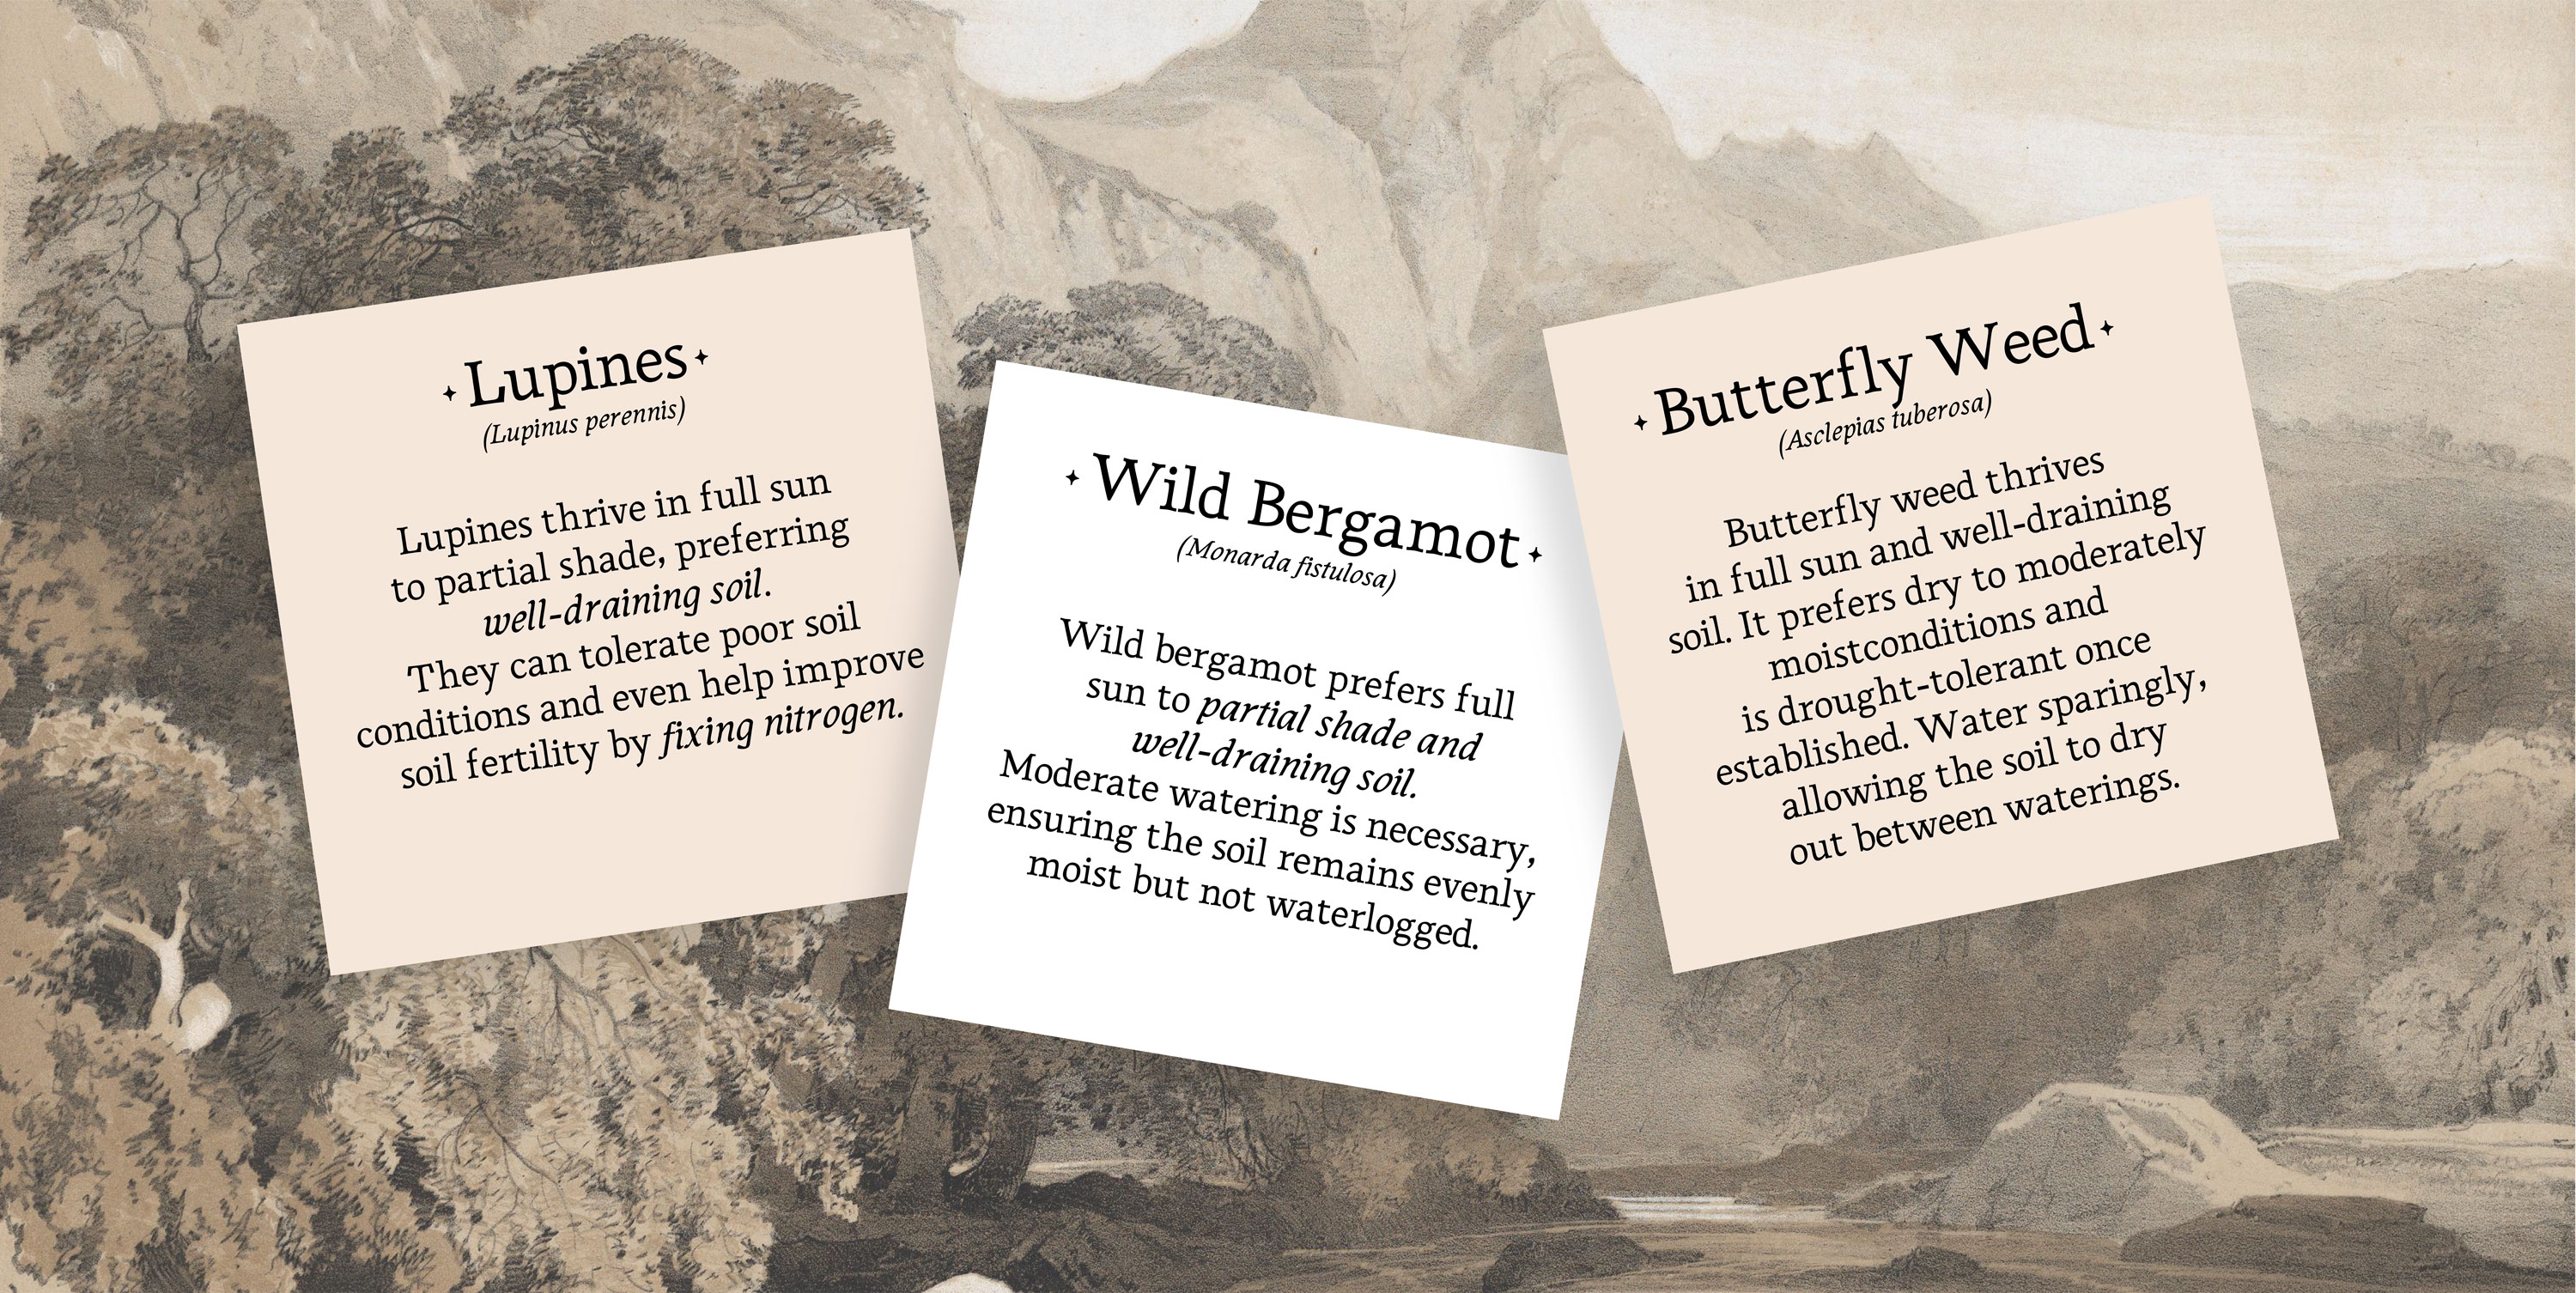 Lupines
(Lupinus perennis)
Lupines thrive in full sun
to partial shade, preferring
well-draining soil.
They can tolerate poor soil
conditions and even help improve
soil fertility by fixing nitrogen.
Wild Bergamot
(Monarda fistulosa)
Wild bergamot prefers full
sun to partial shade and
well-draining soil.
Moderate watering is necessary,
ensuring the soil remains evenly
moist but not waterlogged.
Butterfly Weed
(Asclepias tuberosa)
Butterfly weed thrives
in full sun and well-draining
soil. It prefers dry to moderately
moistconditions and
is drought-tolerant once
established. Water sparingly,
allowing the soil to dry
out between waterings.